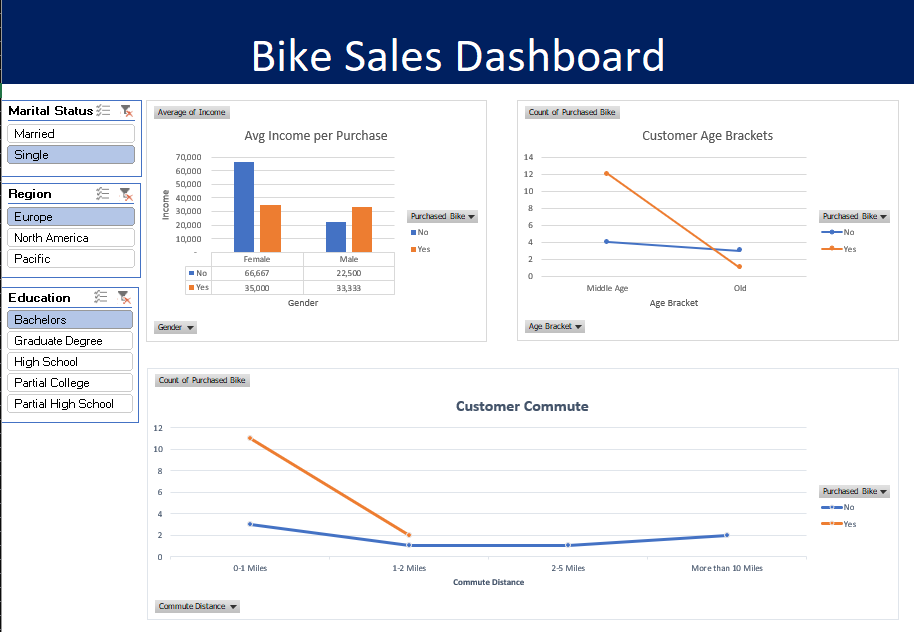 Bike Sales Dashboard
Marital Status
Married
Single
Region
Europe
North America
Pacific
Education
Bachelors
Graduate Degree
High School
Partial College
Partial High School
Average of Income
Avg Income per Purchase
Income
70,000
60,000
50,000
40,000
30,000
20,000
10,000
-
Female Male
No 66,667 22,500
Yes 35,000 33,333
Gender
Purchased Bike
No
Yes
Gender
Count of Purchased Bike
Customer Age Brackets
14
12
10
8
6
4
2
0
Middle Age Old
Age Bracket
Purchased Bike
No
Yes
Age Bracket
Count of Purchased Bike
Customer Commute
12
10
8
6
4
2
0
0-1 Miles 1-2 Miles 2-5 Miles More than 10 Miles
Commute Distance
Purchased Bike
No
Yes
Commute Distance